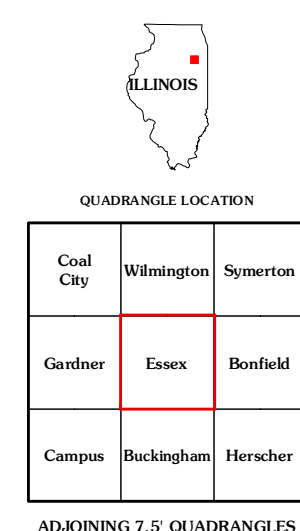 ILLINOIS
QUADRANGLE LOCATION
Coal
City
Wilmington
Symerton
Gardner
Essex
Bonfield
Campus
Buckingham
Herscher
ADJOINING 7.5' QUADRANGLES